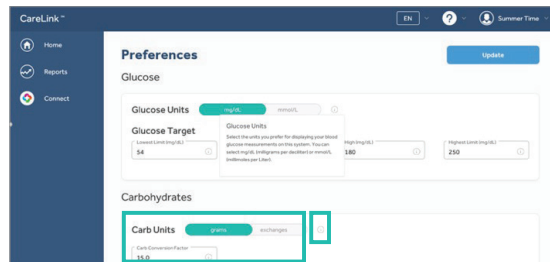 CareLink™
EN
?
Summer Time
Home
Reports
Connect
Preferences
Update
Glucose
Glucose Units
mg/dL
mmol/L
Glucose Units
Select the units you prefer for displaying your blood
glucose measurements on this system. You can
select mg/dL (milligrams per deciliter) or mmol/L
(millimoles per Liter).
Glucose Target
Lowest Limit (mg/dL)
54
High (mg/dL)
180
Highest Limit (mg/dL)
250
Carbohydrates
Carb Units
grams
exchanges
Carb Conversion Factor
15.0